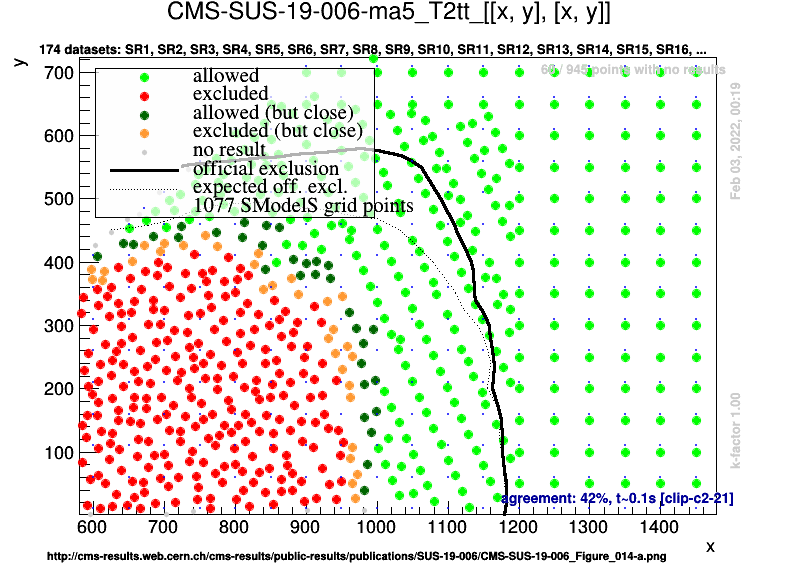 CMS-SUS-19-006-ma5_T2tt_[[x, y], [x, y]]
174 datasets: SR1, SR2, SR3, SR4, SR5, SR6, SR7, SR8, SR9, SR10, SR11, SR12, SR13, SR14, SR15, SR16, ...
y
60 / 945 points with no results
allowed
excluded
allowed (but close)
excluded (but close)
no result
official exclusion
expected off. excl.
1077 SModelS grid points
700
600
500
400
300
200
100
Feb 03, 2022, 00:19
k-factor 1.00
agreement: 42%, t~0.1s [clip-c2-21]
600 700 800 900 1000 1100 1200 1300 1400
x
http://cms-results.web.cern.ch/cms-results/public-results/publications/SUS-19-006/CMS-SUS-19-006_Figure_014-a.png